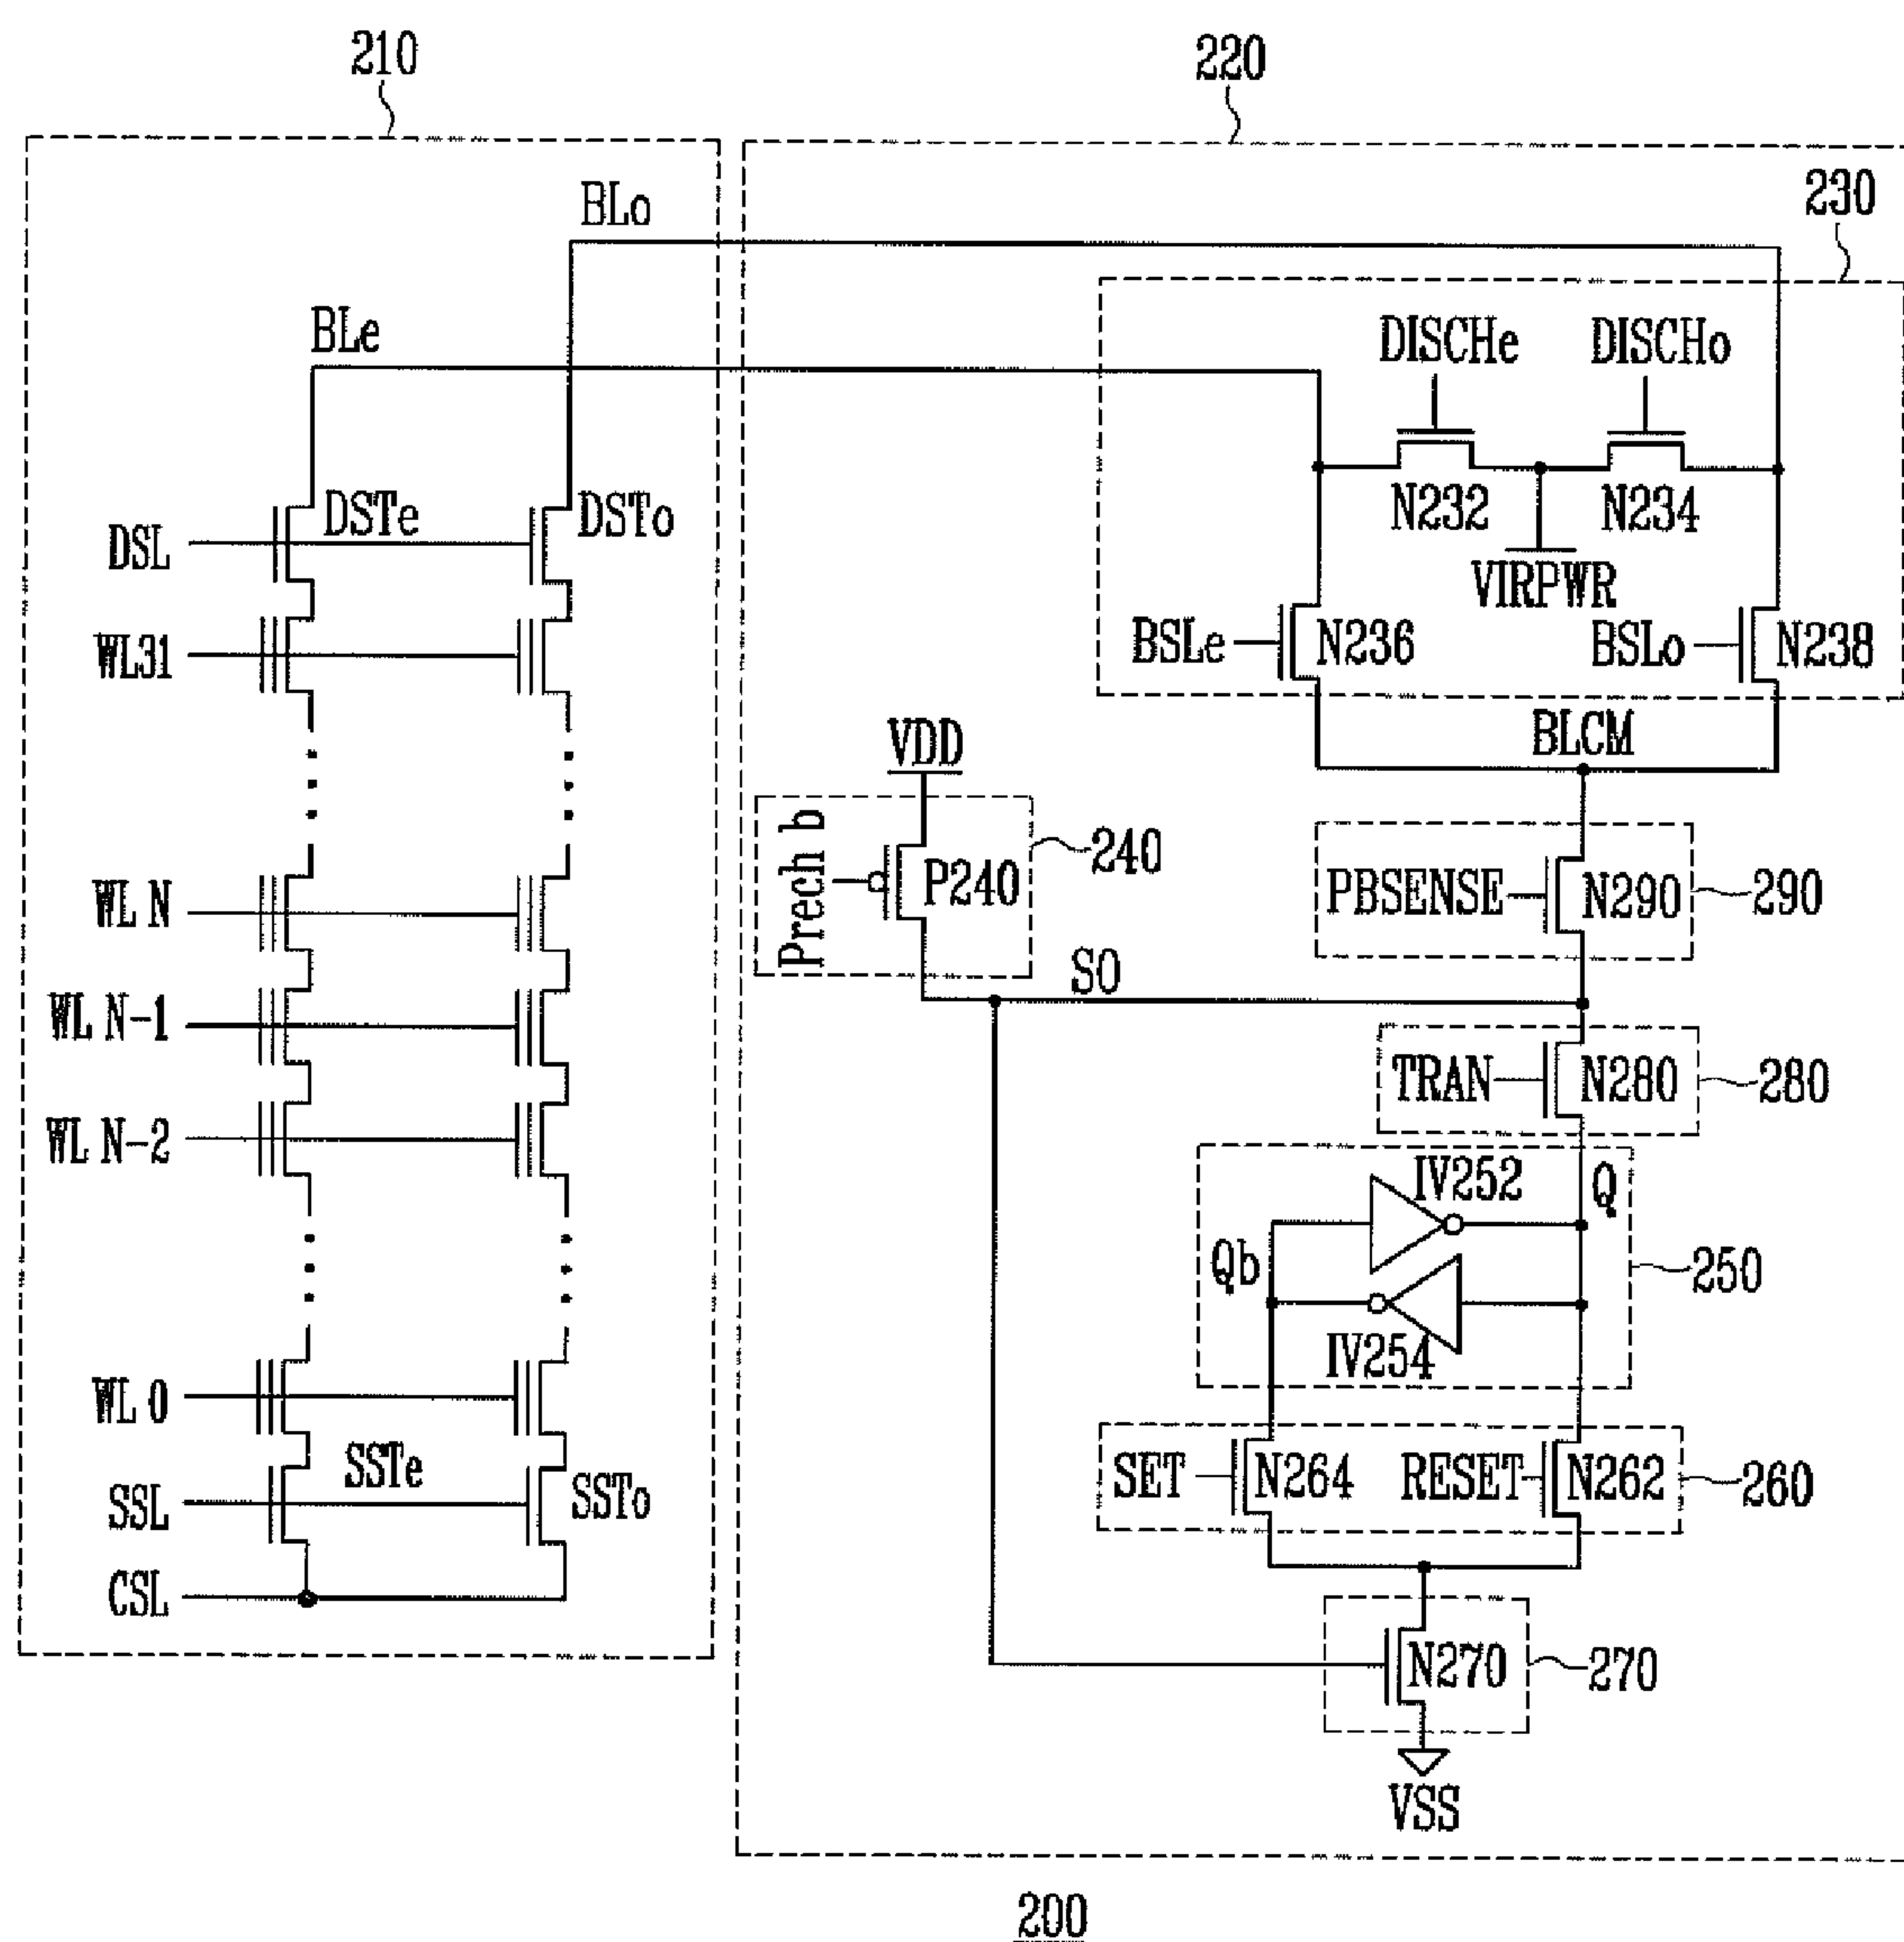 210
220
230
BLo
BLe
DISCHe
DISCHo
DSTe
DSTo
N232
N234
DSL
VIRPWR
WL31
BSLe
N236
BSLo
N238
BLCM
VDD
Prech b
P240
240
PBSENSE
N290
290
WL N
SO
WL N-1
TRAN
N280
280
WL N-2
IV252
Q
Qb
250
IV254
WL 0
SSTe
SET
N264
RESET
N262
260
SSL
SSTo
CSL
N270
270
VSS
200